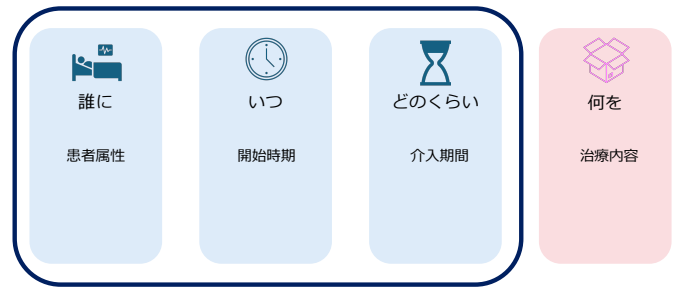 誰に
いつ
どのくらい
何を
患者属性
開始時期
介入期間
治療内容